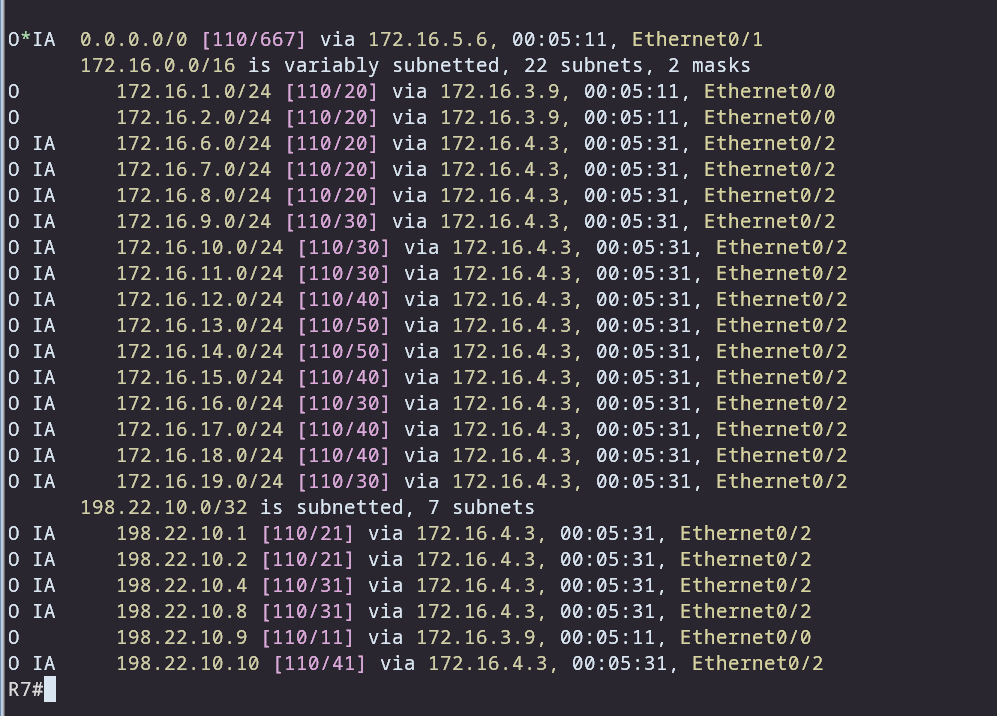 O*IA  0.0.0.0/0 [110/667] via 172.16.5.6, 00:05:11, Ethernet0/1
      172.16.0.0/16 is variably subnetted, 22 subnets, 2 masks
O        172.16.1.0/24 [110/20] via 172.16.3.9, 00:05:11, Ethernet0/0
O        172.16.2.0/24 [110/20] via 172.16.3.9, 00:05:11, Ethernet0/0
O IA     172.16.6.0/24 [110/20] via 172.16.4.3, 00:05:31, Ethernet0/2
O IA     172.16.7.0/24 [110/20] via 172.16.4.3, 00:05:31, Ethernet0/2
O IA     172.16.8.0/24 [110/20] via 172.16.4.3, 00:05:31, Ethernet0/2
O IA     172.16.9.0/24 [110/30] via 172.16.4.3, 00:05:31, Ethernet0/2
O IA     172.16.10.0/24 [110/30] via 172.16.4.3, 00:05:31, Ethernet0/2
O IA     172.16.11.0/24 [110/30] via 172.16.4.3, 00:05:31, Ethernet0/2
O IA     172.16.12.0/24 [110/40] via 172.16.4.3, 00:05:31, Ethernet0/2
O IA     172.16.13.0/24 [110/50] via 172.16.4.3, 00:05:31, Ethernet0/2
O IA     172.16.14.0/24 [110/50] via 172.16.4.3, 00:05:31, Ethernet0/2
O IA     172.16.15.0/24 [110/40] via 172.16.4.3, 00:05:31, Ethernet0/2
O IA     172.16.16.0/24 [110/30] via 172.16.4.3, 00:05:31, Ethernet0/2
O IA     172.16.17.0/24 [110/40] via 172.16.4.3, 00:05:31, Ethernet0/2
O IA     172.16.18.0/24 [110/40] via 172.16.4.3, 00:05:31, Ethernet0/2
O IA     172.16.19.0/24 [110/30] via 172.16.4.3, 00:05:31, Ethernet0/2
      198.22.10.0/32 is subnetted, 7 subnets
O IA     198.22.10.1 [110/21] via 172.16.4.3, 00:05:31, Ethernet0/2
O IA     198.22.10.2 [110/21] via 172.16.4.3, 00:05:31, Ethernet0/2
O IA     198.22.10.4 [110/31] via 172.16.4.3, 00:05:31, Ethernet0/2
O IA     198.22.10.8 [110/31] via 172.16.4.3, 00:05:31, Ethernet0/2
O        198.22.10.9 [110/11] via 172.16.3.9, 00:05:11, Ethernet0/0
O IA     198.22.10.10 [110/41] via 172.16.4.3, 00:05:31, Ethernet0/2
R7#